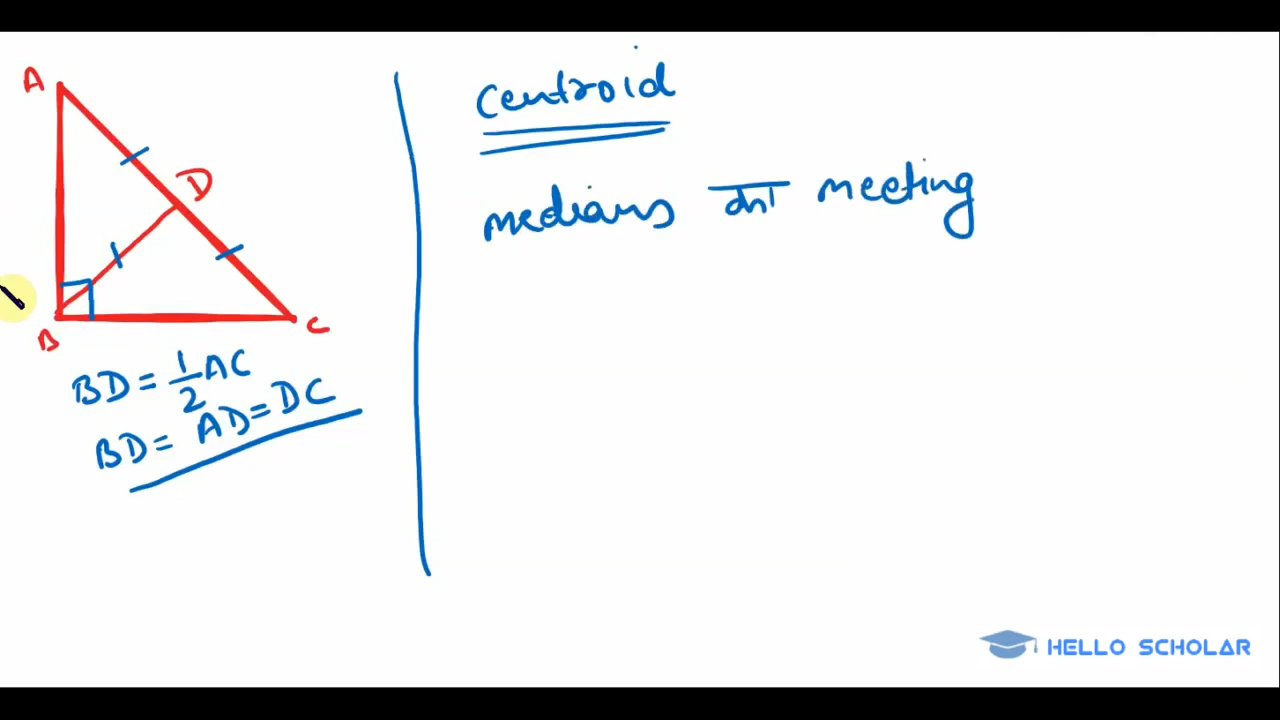 A
D
B
C
BD = 1/2 AC
BD = AD = DC
Centroid
medians का meeting
HELLO SCHOLAR